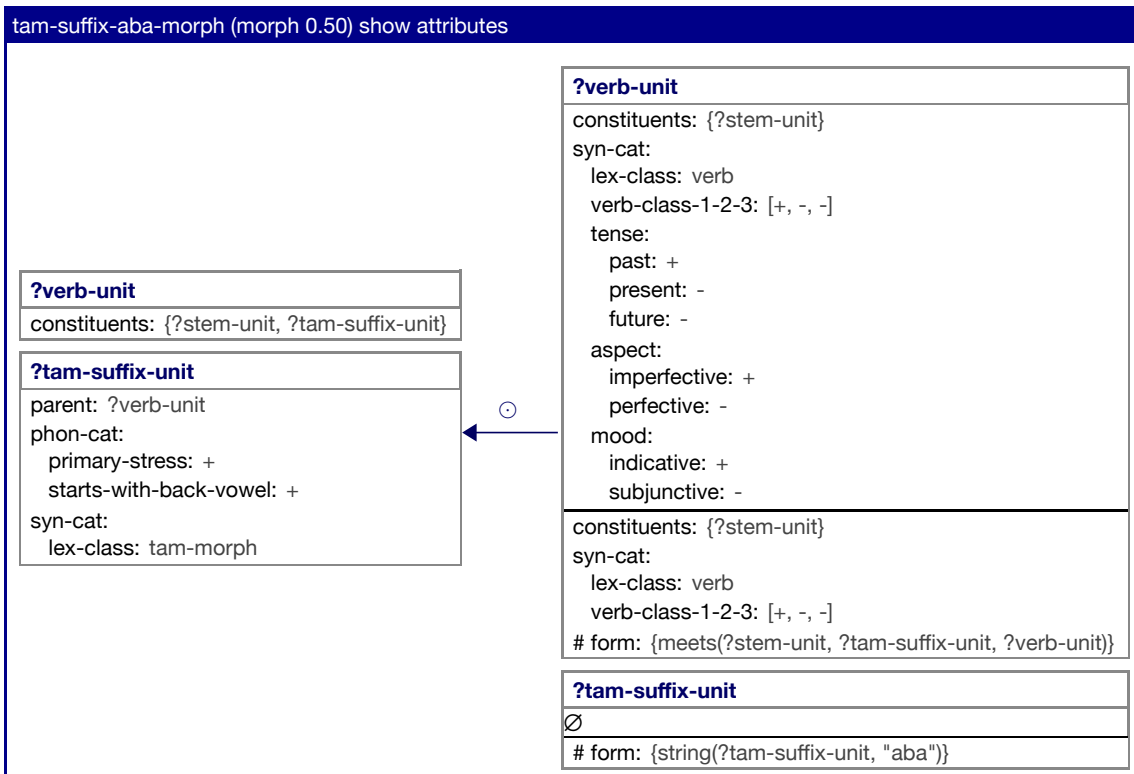 tam-suffix-aba-morph (morph 0.50) show attributes
?verb-unit
constituents: {?stem-unit, ?tam-suffix-unit}
?tam-suffix-unit
parent: ?verb-unit
phon-cat:
primary-stress: +
starts-with-back-vowel: +
syn-cat:
lex-class: tam-morph
?verb-unit
constituents: {?stem-unit}
syn-cat:
lex-class: verb
verb-class-1-2-3: [+, -, -]
tense:
past: +
present: -
future: -
aspect:
imperfective: +
perfective: -
mood:
indicative: +
subjunctive: -
constituents: {?stem-unit}
syn-cat:
lex-class: verb
verb-class-1-2-3: [+, -, -]
# form: {meets(?stem-unit, ?tam-suffix-unit, ?verb-unit)}
?tam-suffix-unit
∅
# form: {string(?tam-suffix-unit, "aba")}